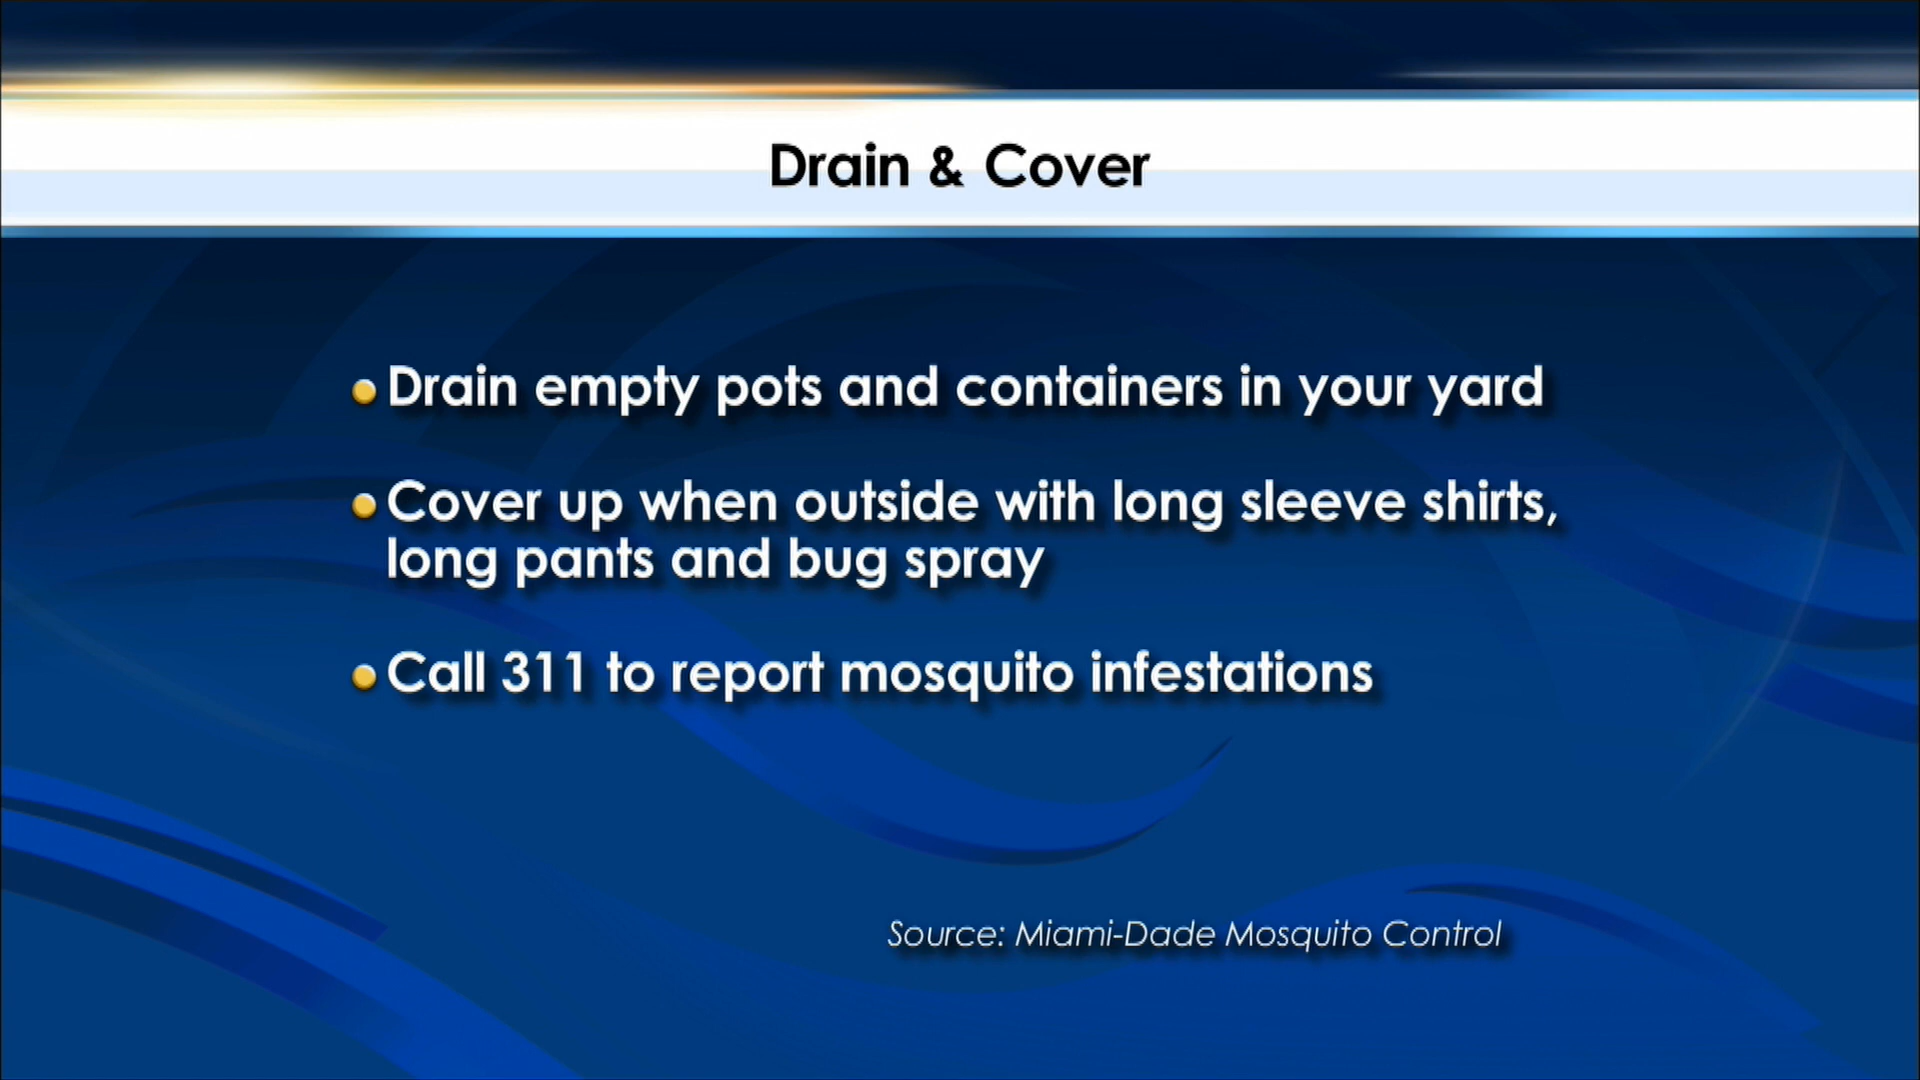 Drain & Cover
Drain empty pots and containers in your yard
Cover up when outside with long sleeve shirts,
long pants and bug spray
Call 311 to report mosquito infestations
Source: Miami-Dade Mosquito Control